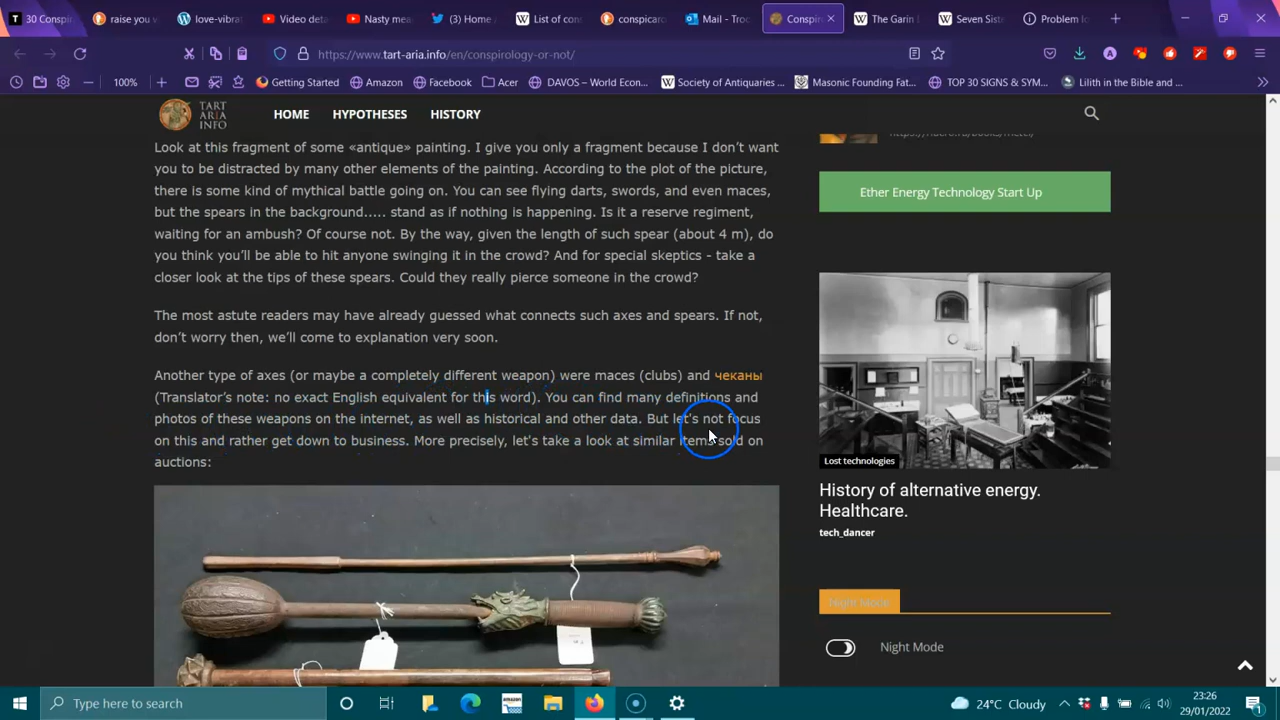 30 Conspi
raise you v
love-vibrat
Video detai
Nasty mea
(3) Home
List of con
conspicaro
Mail - Troc
Conspir
The Garin
Seven Sist
Problem lo
https://www.tart-aria.info/en/conspirology-or-not/
100%
Getting Started
Amazon
Facebook
Acer
DAVOS – World Econ...
Society of Antiquaries ...
Masonic Founding Fat...
TOP 30 SIGNS & SYM...
Lilith in the Bible and ...
TART
ARIA
INFO
HOME
HYPOTHESES
HISTORY
Look at this fragment of some «antique» painting. I give you only a fragment because I don't want
you to be distracted by many other elements of the painting. According to the plot of the picture,
there is some kind of mythical battle going on. You can see flying darts, swords, and even maces,
but the spears in the background..... stand as if nothing is happening. Is it a reserve regiment,
waiting for an ambush? Of course not. By the way, given the length of such spear (about 4 m), do
you think you'll be able to hit anyone swinging it in the crowd? And for special skeptics - take a
closer look at the tips of these spears. Could they really pierce someone in the crowd?
The most astute readers may have already guessed what connects such axes and spears. If not,
don't worry then, we'll come to explanation very soon.
Another type of axes (or maybe a completely different weapon) were maces (clubs) and чеканы
(Translator's note: no exact English equivalent for this word). You can find many definitions and
photos of these weapons on the internet, as well as historical and other data. But let's not focus
on this and rather get down to business. More precisely, let's take a look at similar items sold on
auctions:
Ether Energy Technology Start Up
Lost technologies
History of alternative energy.
Healthcare.
tech_dancer
Night Mode
Night Mode
Type here to search
amazon
24°C Cloudy
23:26
29/01/2022
1